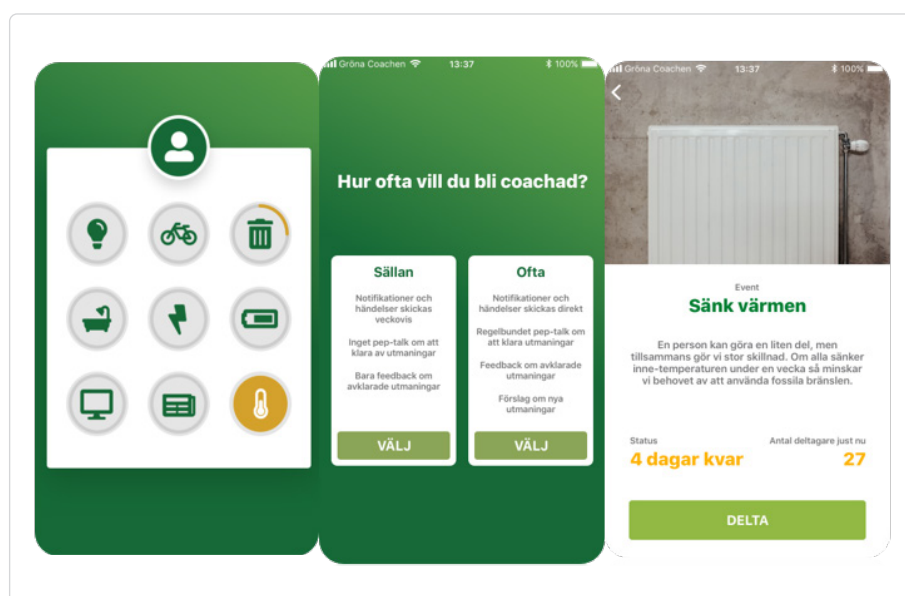 Gröna Coachen 13:37 100%
Hur ofta vill du bli coachad?
Sällan
Notifikationer och
händelser skickas
veckovis
Inget pep-talk om att
klara av utmaningar
Bara feedback om
avklarade utmaningar
VÄLJ
Ofta
Notifikationer och
händelser skickas direkt
Regelbundet pep-talk om
att klara utmaningar
Feedback om avklarade
utmaningar
Förslag om nya
utmaningar
VÄLJ
Gröna Coachen 13:37 100%
Event
Sänk värmen
En person kan göra en liten del, men
tillsammans gör vi stor skillnad. Om alla sänker
inne-temperaturen under en vecka så minskar
vi behovet av att använda fossila bränslen.
Status
4 dagar kvar
Antal deltagare just nu
27
DELTA